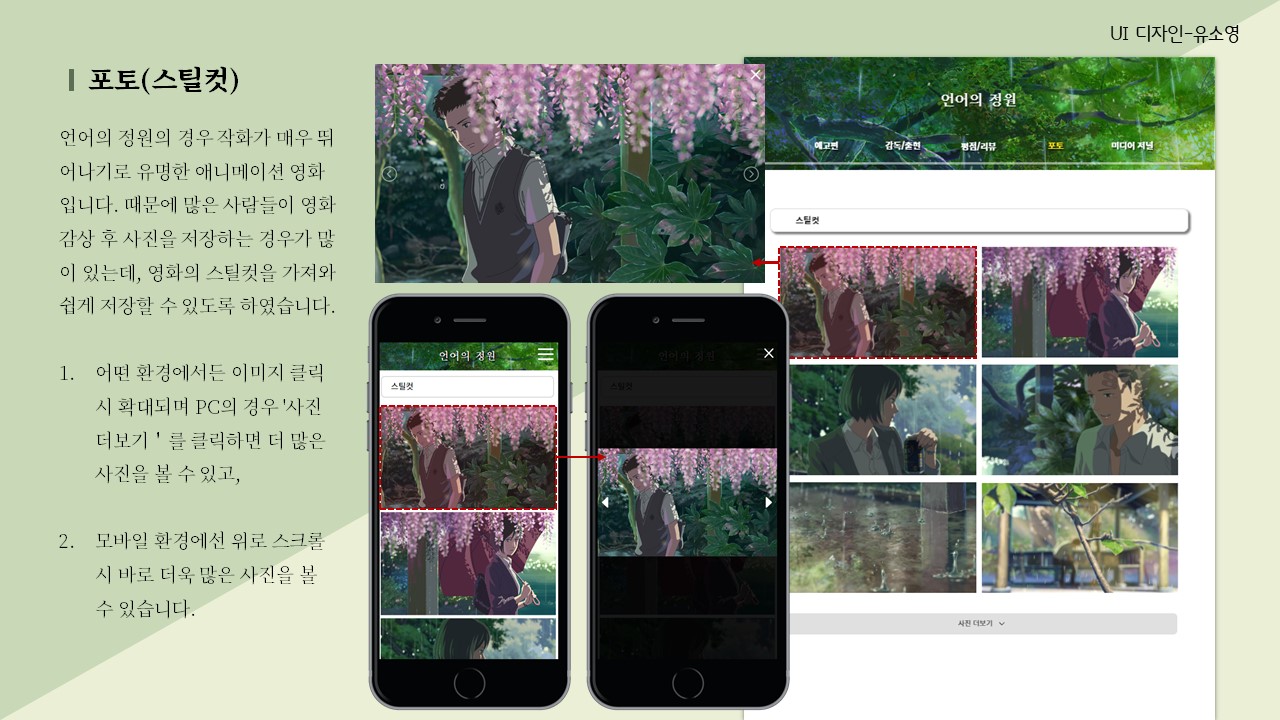 UI 디자인-유소영
포토(스틸컷)
언어의 정원의 경우 작화가 매우 뛰
어나기로 유명한 애니메이션 영화
입니다. 때문에 많은 사람들이 영화
감상 후 사진을 저장하는 경우가 많
이 있는데, 영화의 스틸컷을 가져와
쉽게 저장할 수 있도록 하였습니다.
1. 어떤 환경에서든 이미지 클릭
시 확대되며 PC의 경우 '사진
더보기 ' 를 클릭하면 더 많은
사진을 볼 수 있고,
2. 모바일 환경에선 위로 스크롤
시 바로 더욱 많은 사진을 볼
수 있습니다.
언어의 정원
예고편 감독/출연 평점/리뷰 포토 미디어 저널
스틸컷
사진 더보기
언어의 정원
스틸컷
언어의 정원
스틸컷